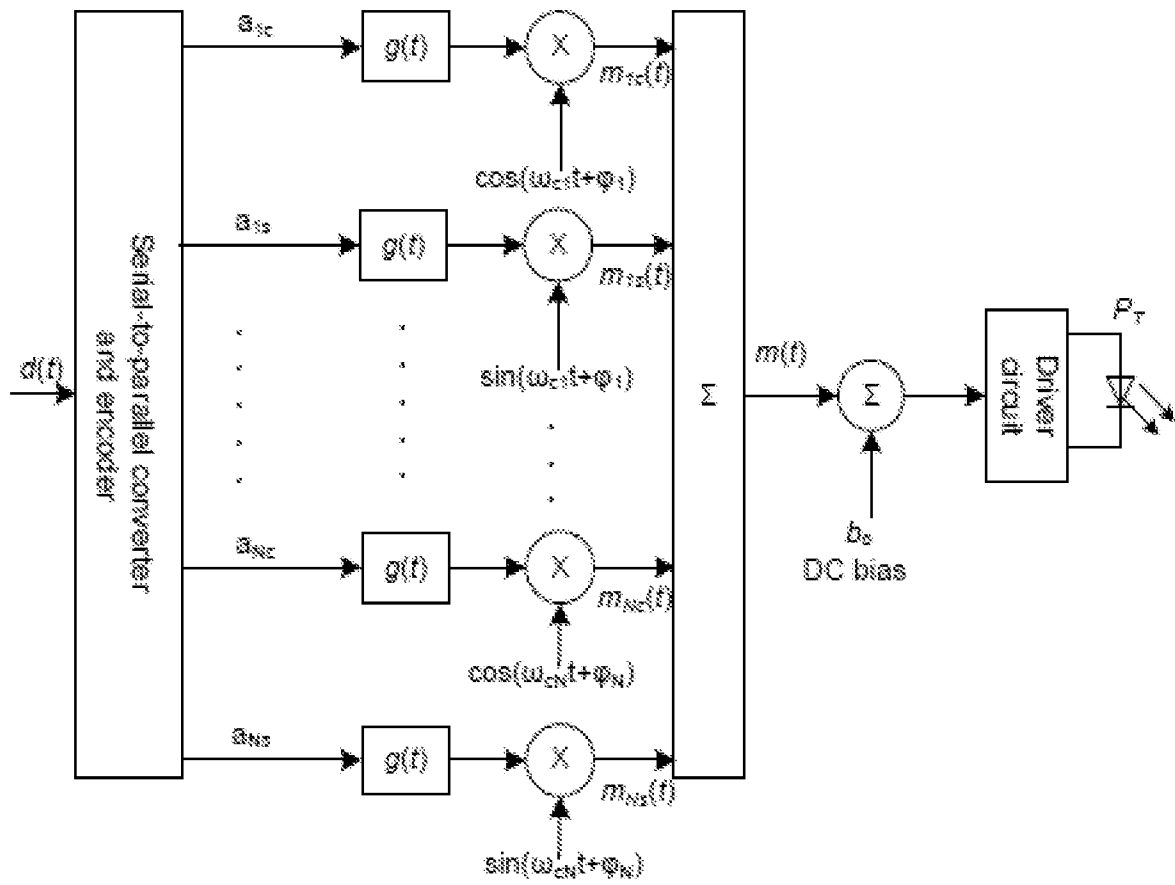 a1c
g(t)
X
m1c(t)
cos(ωc1t+φ1)
a1s
g(t)
X
m1s(t)
sin(ωc1t+φ1)
d(t)
Serial-to-parallel converter
and encoder
Σ
m(t)
Σ
Driver
circuit
PT
bo
DC bias
aNc
g(t)
X
mNc(t)
cos(ωcNt+φN)
aNs
g(t)
X
mNs(t)
sin(ωcNt+φN)